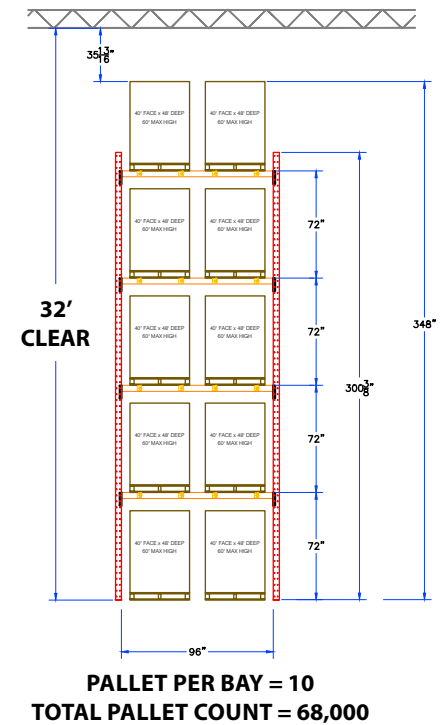 35 13/16"
40" FACE x 48" DEEP
60" MAX HIGH
40" FACE x 48" DEEP
60" MAX HIGH
40" FACE x 48" DEEP
60" MAX HIGH
40" FACE x 48" DEEP
60" MAX HIGH
72"
32’
CLEAR
40" FACE x 48" DEEP
60" MAX HIGH
40" FACE x 48" DEEP
60" MAX HIGH
72"
348"
300 3/8"
40" FACE x 48" DEEP
60" MAX HIGH
40" FACE x 48" DEEP
60" MAX HIGH
72"
40" FACE x 48" DEEP
60" MAX HIGH
40" FACE x 48" DEEP
60" MAX HIGH
72"
96"
PALLET PER BAY = 10
TOTAL PALLET COUNT = 68,000